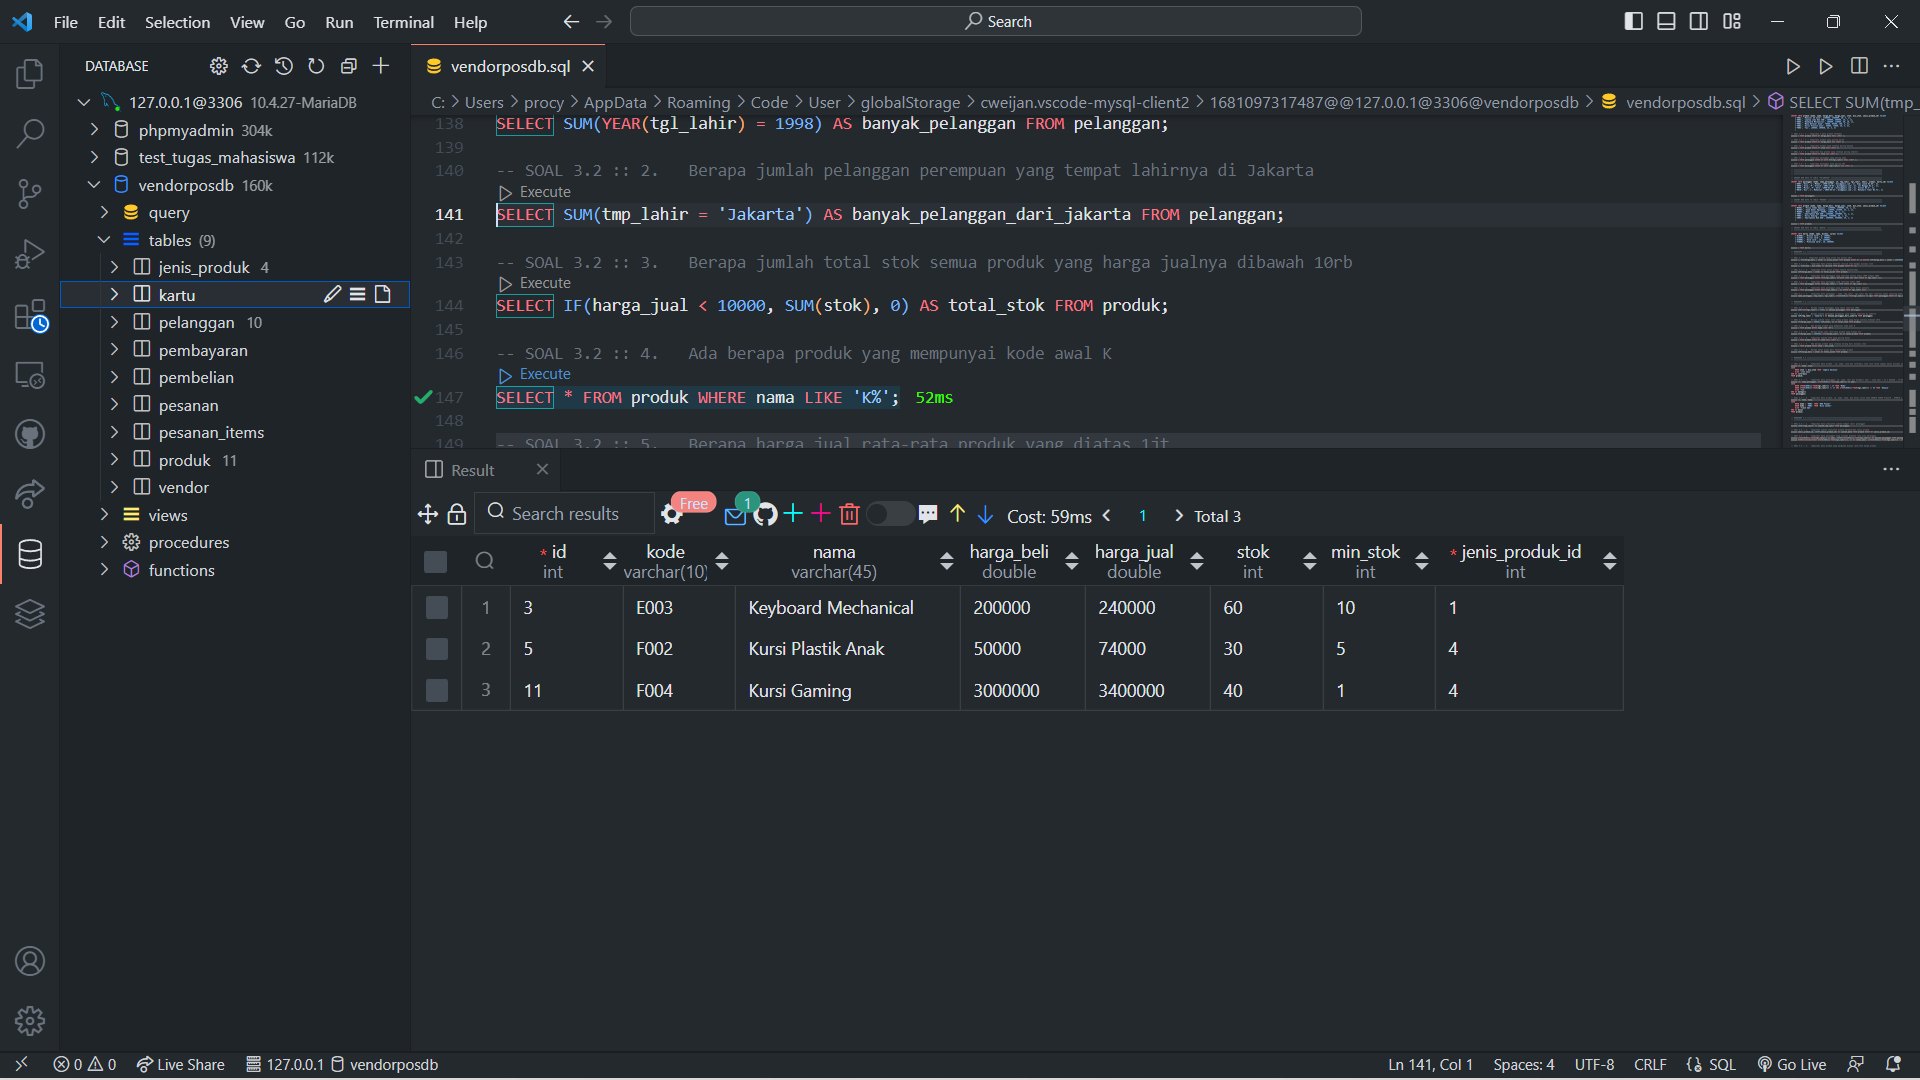 File Edit Selection View Go Run Terminal Help
Search
DATABASE
127.0.0.1@3306 10.4.27-MariaDB
phpmyadmin 304k
test_tugas_mahasiswa 112k
vendorposdb 160k
query
tables (9)
jenis_produk 4
kartu
pelanggan 10
pembayaran
pembelian
pesanan
pesanan_items
produk 11
vendor
views
procedures
functions
vendorposdb.sql
C: > Users > procy > AppData > Roaming > Code > User > globalStorage > cweijan.vscode-mysql-client2 > 1681097317487@@127.0.0.1@3306@vendorposdb > vendorposdb.sql > SELECT SUM(tmp_
138 SELECT SUM(YEAR(tgl_lahir) = 1998) AS banyak_pelanggan FROM pelanggan;
139
140 -- SOAL 3.2 :: 2. Berapa jumlah pelanggan perempuan yang tempat lahirnya di Jakarta
Execute
141 SELECT SUM(tmp_lahir = 'Jakarta') AS banyak_pelanggan_dari_jakarta FROM pelanggan;
142
143 -- SOAL 3.2 :: 3. Berapa jumlah total stok semua produk yang harga jualnya dibawah 10rb
Execute
144 SELECT IF(harga_jual < 10000, SUM(stok), 0) AS total_stok FROM produk;
145
146 -- SOAL 3.2 :: 4. Ada berapa produk yang mempunyai kode awal K
Execute
147 SELECT * FROM produk WHERE nama LIKE 'K%'; 52ms
148
149 -- SOAL 3.2 :: 5. Berapa harga jual rata-rata produk yang diatas 1jt
Result
Search results Free 1 Cost: 59ms < 1 > Total 3
* id kode nama harga_beli harga_jual stok min_stok * jenis_produk_id
int varchar(10) varchar(45) double double int int int
1 3 E003 Keyboard Mechanical 200000 240000 60 10 1
2 5 F002 Kursi Plastik Anak 50000 74000 30 5 4
3 11 F004 Kursi Gaming 3000000 3400000 40 1 4
0 0 Live Share 127.0.0.1 vendorposdb Ln 141, Col 1 Spaces: 4 UTF-8 CRLF SQL Go Live